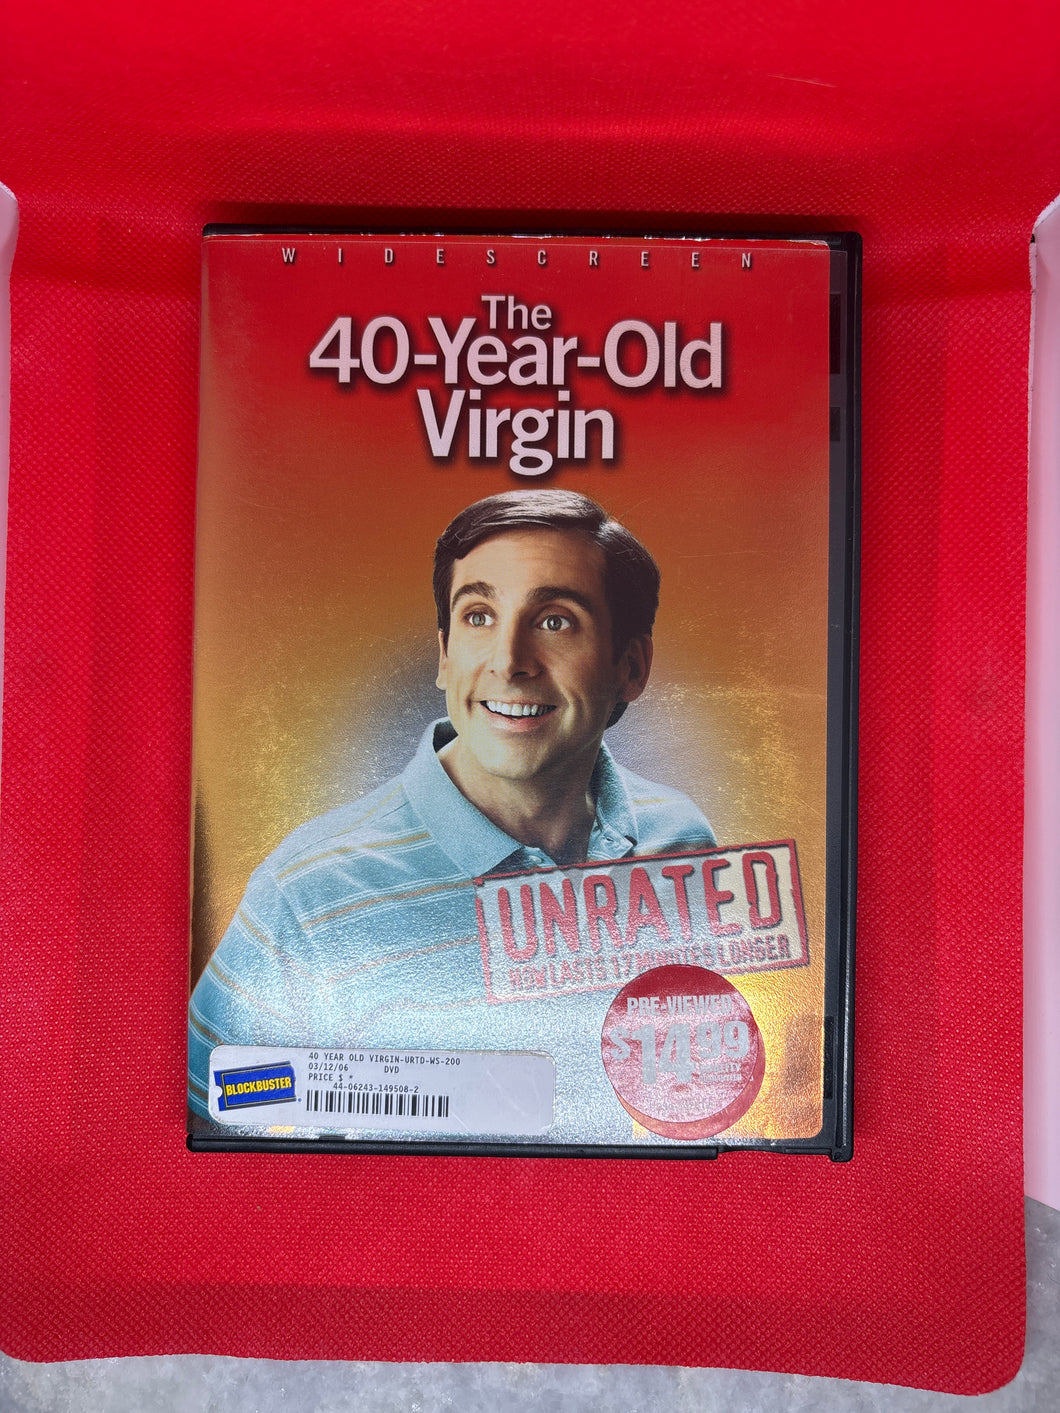 WIDESCREEN
The
40-Year-Old
Virgin
UNRATED
NOW LASTS 17 MINUTES LONGER
PRE-VIEWED
$14.99
BLOCKBUSTER
40 YEAR OLD VIRGIN-URTD-WS-200
03/12/06 DVD
PRICE $ *
44-06243-149508-2